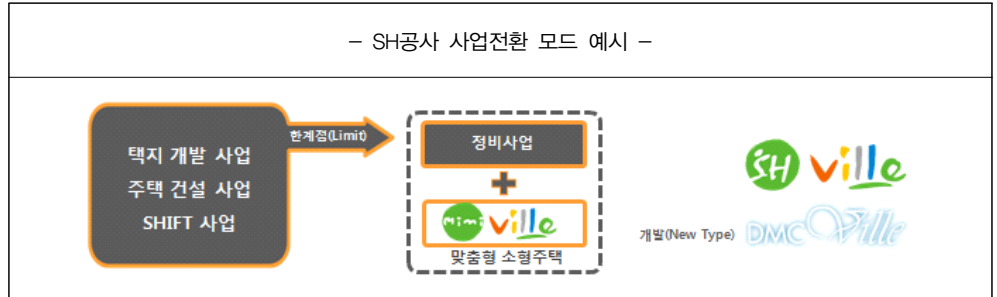 - SH공사 사업전환 모드 예시 -
택지 개발 사업
주택 건설 사업
SHIFT 사업
한계점(Limit)
정비사업
mimi ville
맞춤형 소형주택
SH ville
개발(New Type) DMC Ville